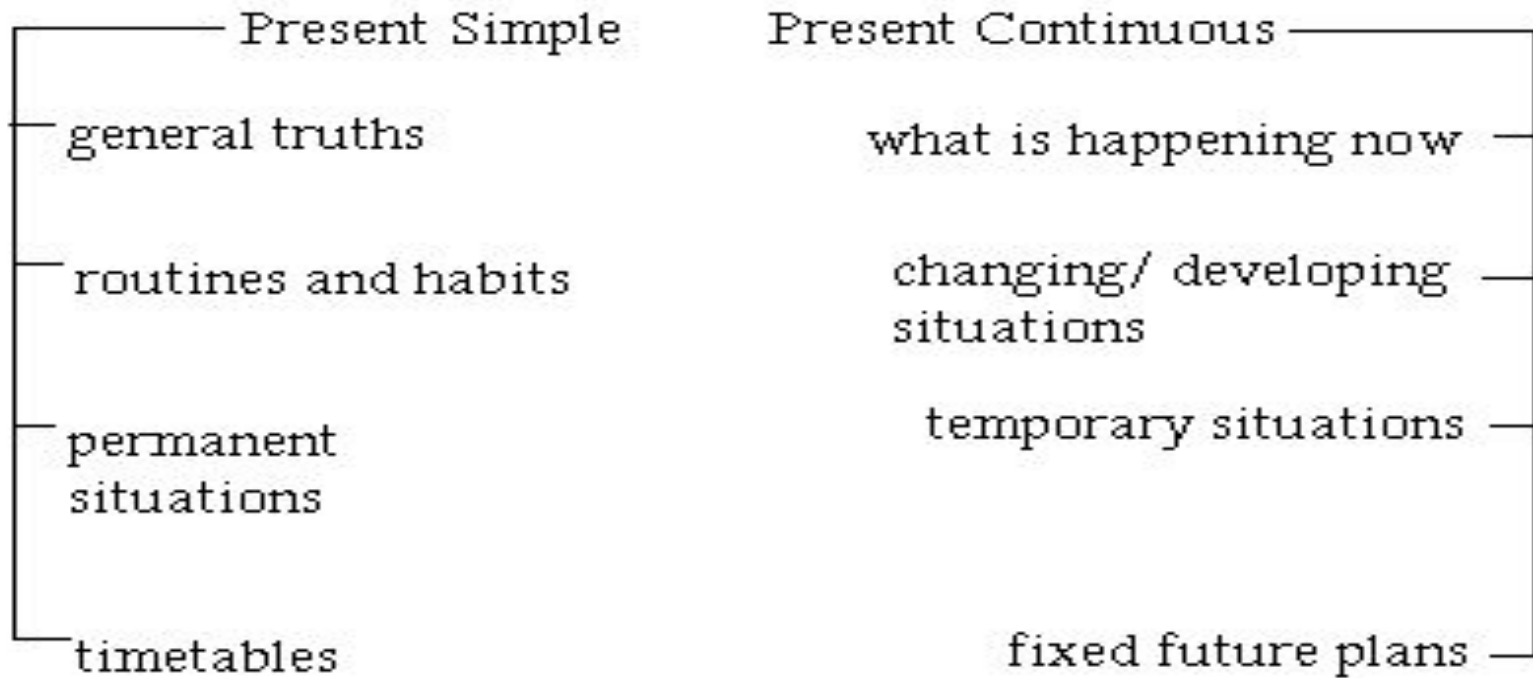 Present Simple
general truths
routines and habits
permanent
situations
timetables
Present Continuous
what is happening now
changing/ developing
situations
temporary situations
fixed future plans